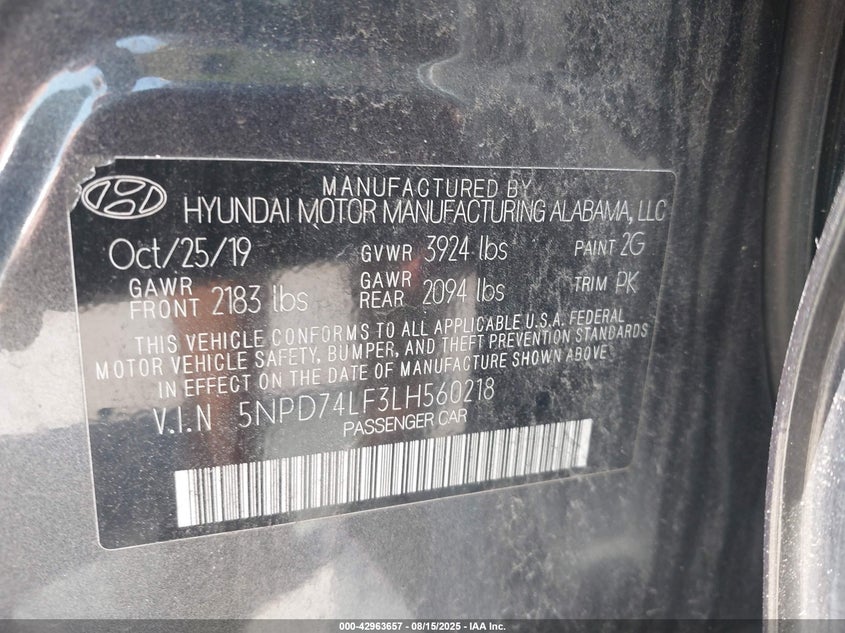 MANUFACTURED BY
HYUNDAI MOTOR MANUFACTURING ALABAMA, LLC
Oct/25/19 GVWR 3924 lbs PAINT 2G
GAWR FRONT 2183 lbs GAWR REAR 2094 lbs TRIM PK
THIS VEHICLE CONFORMS TO ALL APPLICABLE U.S.A. FEDERAL
MOTOR VEHICLE SAFETY, BUMPER, AND THEFT PREVENTION STANDARDS
IN EFFECT ON THE DATE OF MANUFACTURE SHOWN ABOVE.
V.I.N 5NPD74LF3LH560218
PASSENGER CAR
000-42963657 - 08/15/2025 - IAA Inc.